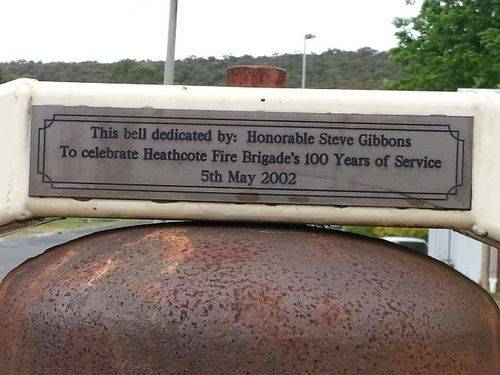 This bell dedicated by: Honorable Steve Gibbons
To celebrate Heathcote Fire Brigade's 100 Years of Service
5th May 2002